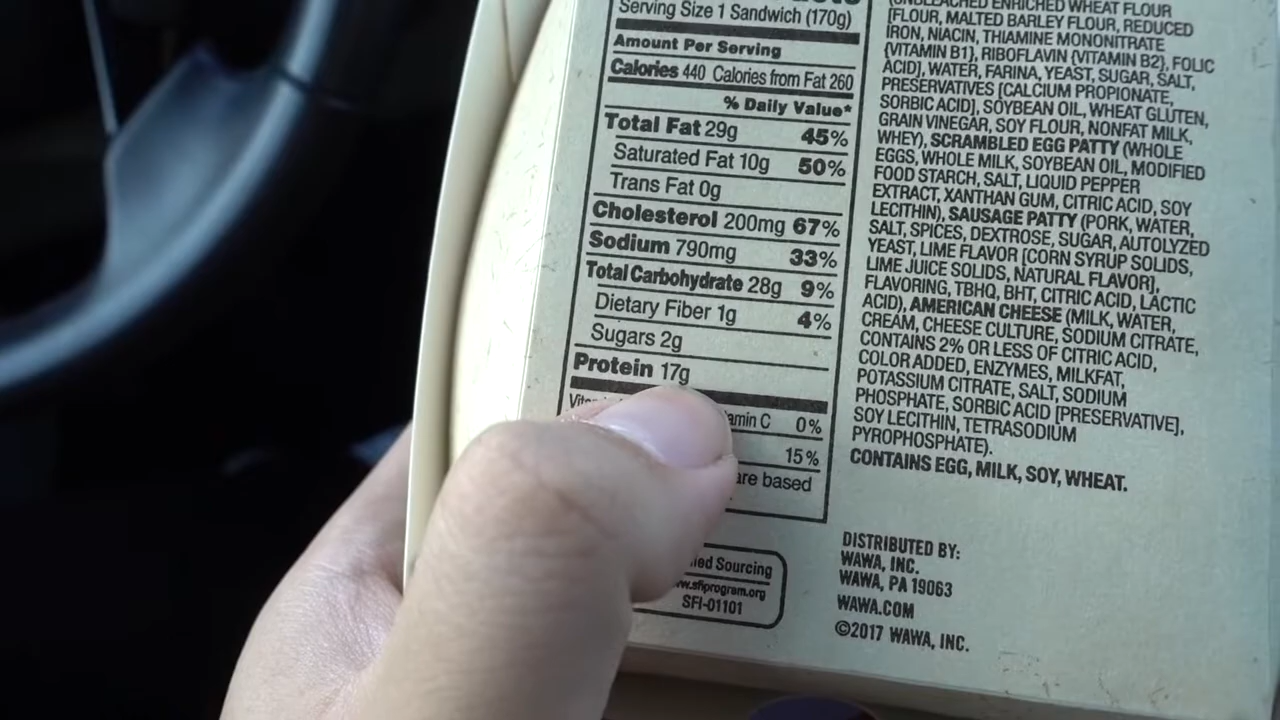 Serving Size 1 Sandwich (170g)
Amount Per Serving
Calories 440 Calories from Fat 260
% Daily Value*
Total Fat 29g 45%
Saturated Fat 10g 50%
Trans Fat 0g
Cholesterol 200mg 67%
Sodium 790mg 33%
Total Carbohydrate 28g 9%
Dietary Fiber 1g 4%
Sugars 2g
Protein 17g
0%
15%
are based
Sourcing
SFI-01101
(UNBLEACHED ENRICHED WHEAT FLOUR
[FLOUR, MALTED BARLEY FLOUR, REDUCED
IRON, NIACIN, THIAMINE MONONITRATE
{VITAMIN B1}, RIBOFLAVIN {VITAMIN B2}, FOLIC
ACID], WATER, FARINA, YEAST, SUGAR, SALT,
PRESERVATIVES [CALCIUM PROPIONATE,
SORBIC ACID], SOYBEAN OIL, WHEAT GLUTEN,
GRAIN VINEGAR, SOY FLOUR, NONFAT MILK,
WHEY), SCRAMBLED EGG PATTY (WHOLE
EGGS, WHOLE MILK, SOYBEAN OIL, MODIFIED
FOOD STARCH, SALT, LIQUID PEPPER
EXTRACT, XANTHAN GUM, CITRIC ACID, SOY
LECITHIN), SAUSAGE PATTY (PORK, WATER,
SALT, SPICES, DEXTROSE, SUGAR, AUTOLYZED
YEAST, LIME FLAVOR [CORN SYRUP SOLIDS,
LIME JUICE SOLIDS, NATURAL FLAVOR],
FLAVORING, TBHQ, BHT, CITRIC ACID, LACTIC
ACID), AMERICAN CHEESE (MILK, WATER,
CREAM, CHEESE CULTURE, SODIUM CITRATE,
CONTAINS 2% OR LESS OF CITRIC ACID,
COLOR ADDED, ENZYMES, MILKFAT,
POTASSIUM CITRATE, SALT, SODIUM
PHOSPHATE, SORBIC ACID [PRESERVATIVE],
SOY LECITHIN, TETRASODIUM
PYROPHOSPHATE).
CONTAINS EGG, MILK, SOY, WHEAT.
DISTRIBUTED BY:
WAWA, INC.
WAWA, PA 19063
WAWA.COM
©2017 WAWA, INC.